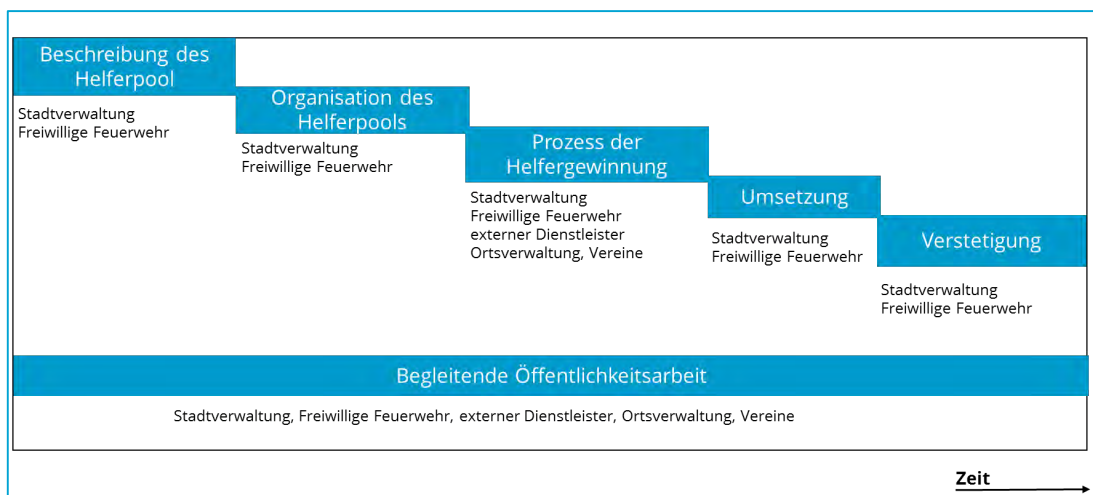 Beschreibung des
Helferpool
Stadtverwaltung
Freiwillige Feuerwehr
Organisation des
Helferpools
Stadtverwaltung
Freiwillige Feuerwehr
Prozess der
Helfergewinnung
Stadtverwaltung
Freiwillige Feuerwehr
externer Dienstleister
Ortsverwaltung, Vereine
Umsetzung
Stadtverwaltung
Freiwillige Feuerwehr
Verstetigung
Stadtverwaltung
Freiwillige Feuerwehr
Begleitende Öffentlichkeitsarbeit
Stadtverwaltung, Freiwillige Feuerwehr, externer Dienstleister, Ortsverwaltung, Vereine
Zeit